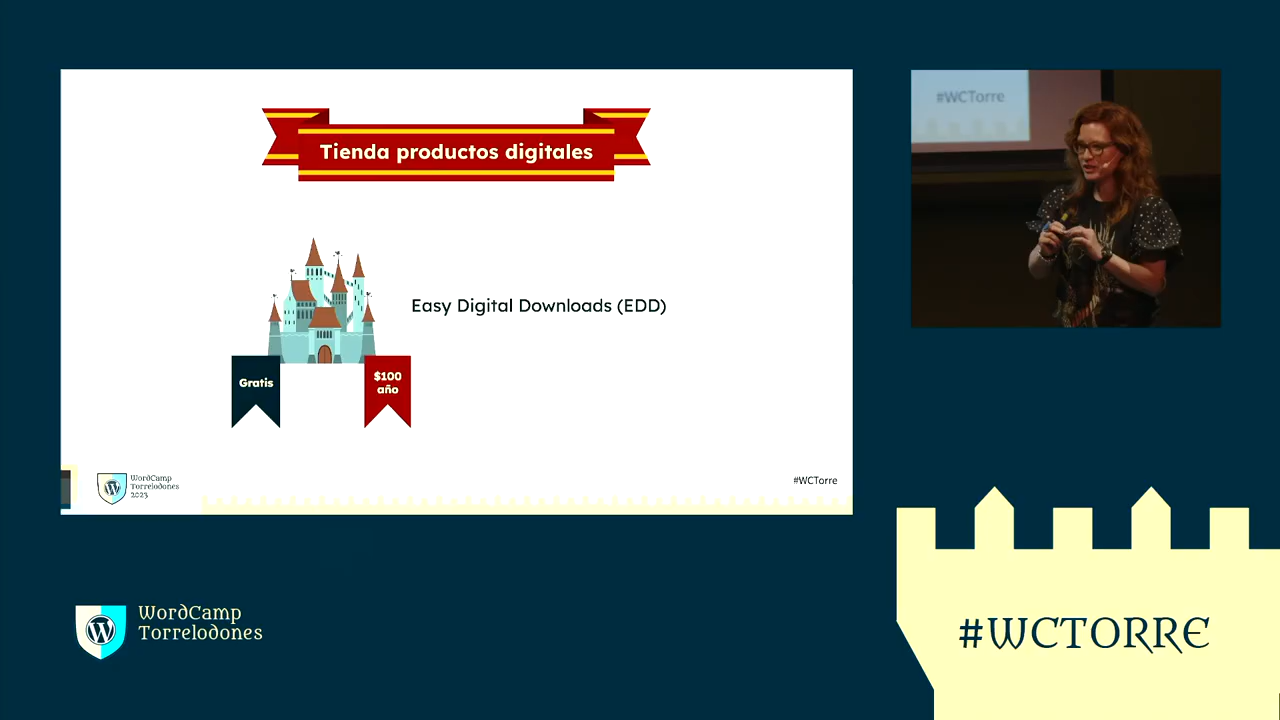 Tienda productos digitales
Easy Digital Downloads (EDD)
Gratis
$100
año
WordCamp
Torrelodones
2023
#WCTorre
#WCTorre
WordCamp
Torrelodones
#WCTORRE